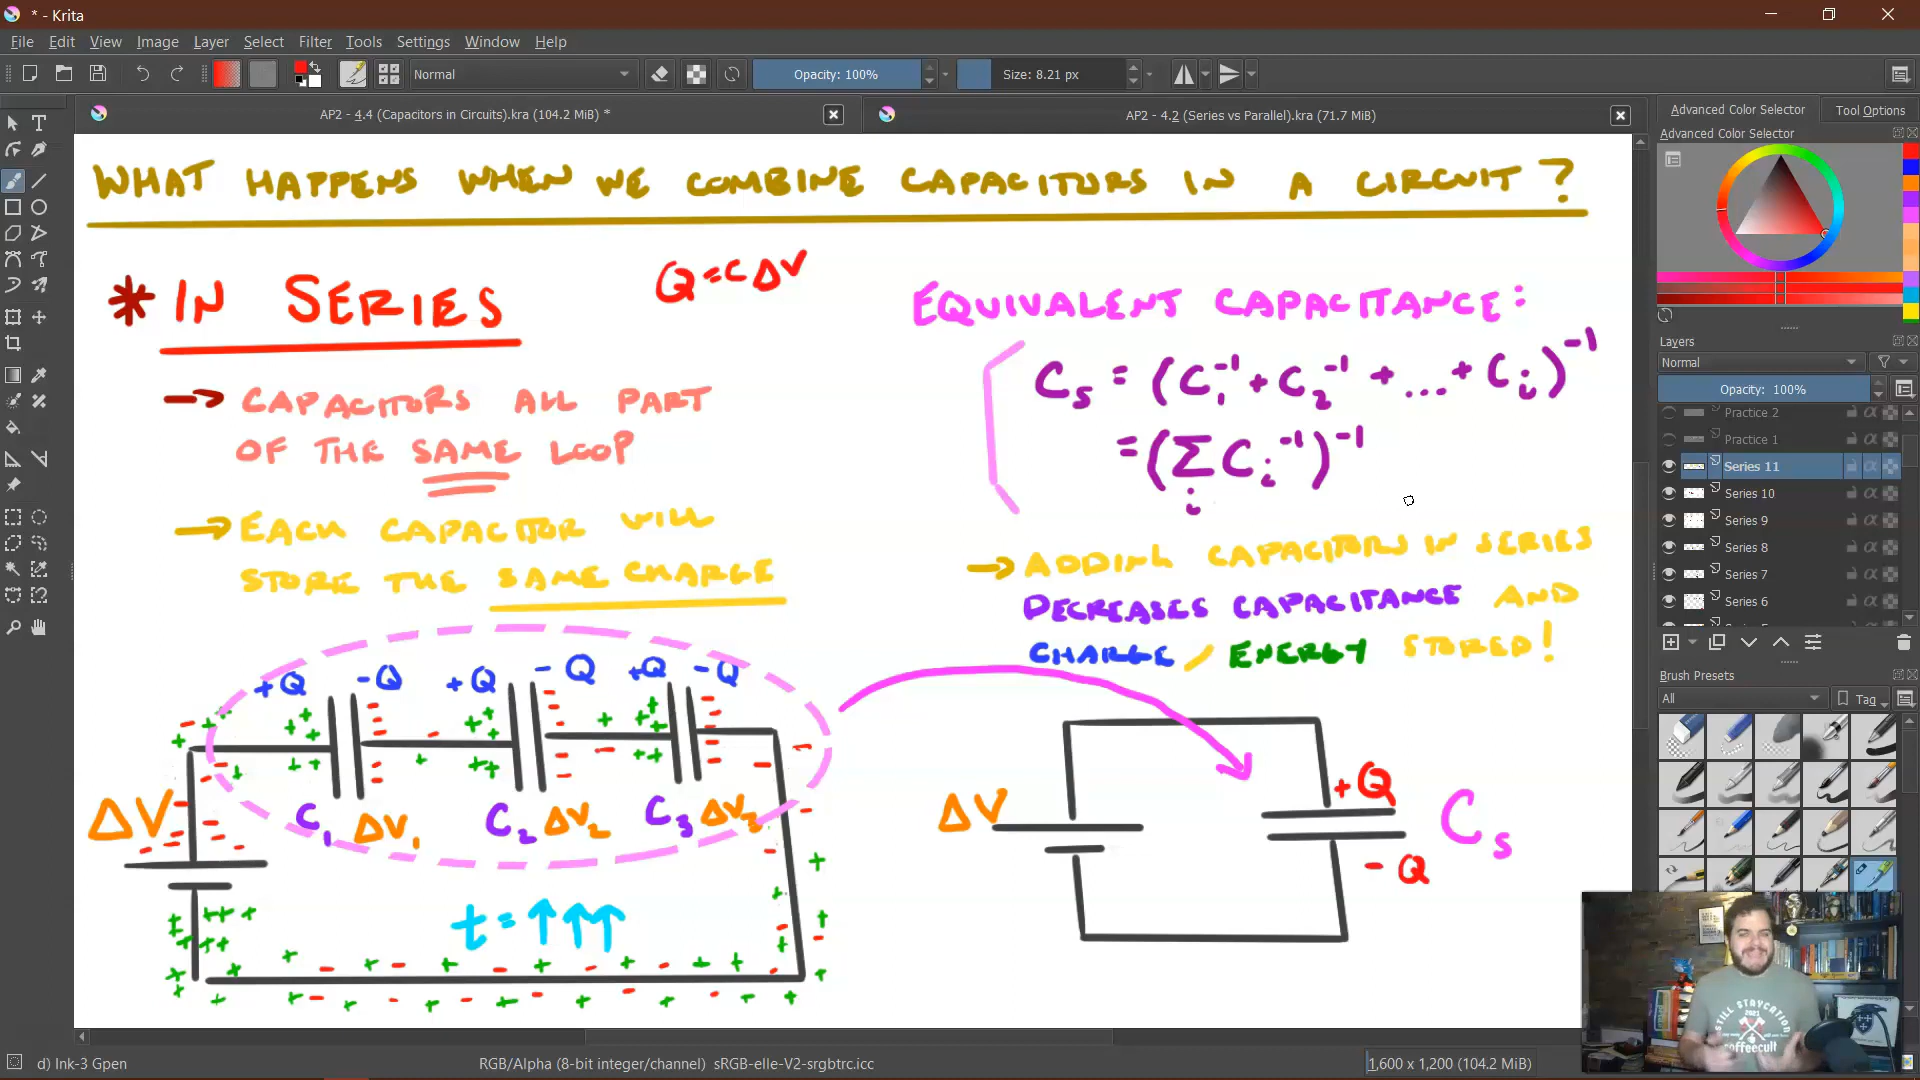 * - Krita
File Edit View Image Layer Select Filter Tools Settings Window Help
Normal Opacity: 100% Size: 8.21 px
AP2 - 4.4 (Capacitors in Circuits).kra (104.2 MiB) *
AP2 - 4.2 (Series vs Parallel).kra (71.7 MiB)
Advanced Color Selector Tool Options
Advanced Color Selector
WHAT HAPPENS WHEN WE COMBINE CAPACITORS IN A CIRCUIT?
* IN SERIES
Q = C ΔV
→ CAPACITORS ALL PART
OF THE SAME LOOP
→ EACH CAPACITOR WILL
STORE THE SAME CHARGE
+Q -Q +Q -Q +Q -Q
C₁ ΔV₁ C₂ ΔV₂ C₃ ΔV₃
ΔV
t = ↑↑↑
EQUIVALENT CAPACITANCE:
Cₛ = (C₁⁻¹ + C₂⁻¹ + ... + Cᵢ)⁻¹
= (Σᵢ Cᵢ⁻¹)⁻¹
→ ADDING CAPACITORS IN SERIES
DECREASES CAPACITANCE AND
CHARGE / ENERGY STORED!
ΔV
+Q
Cₛ
-Q
Layers
Normal
Opacity: 100%
Practice 2
Practice 1
Series 11
Series 10
Series 9
Series 8
Series 7
Series 6
Brush Presets
All Tag
STILL STAYCATION
2021
coffeecult
d) Ink-3 Gpen
RGB/Alpha (8-bit integer/channel) sRGB-elle-V2-srgbtrc.icc
1,600 x 1,200 (104.2 MiB)